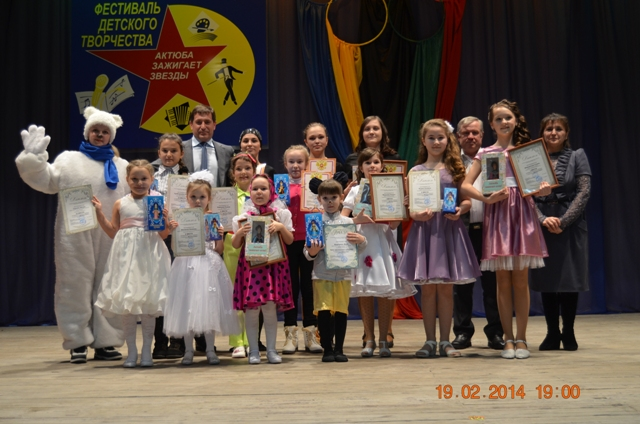 ФЕСТИВАЛЬ
ДЕТСКОГО
ТВОРЧЕСТВА
АКТЮБА
ЗАЖИГАЕТ
ЗВЕЗДЫ
19.02.2014 19:00